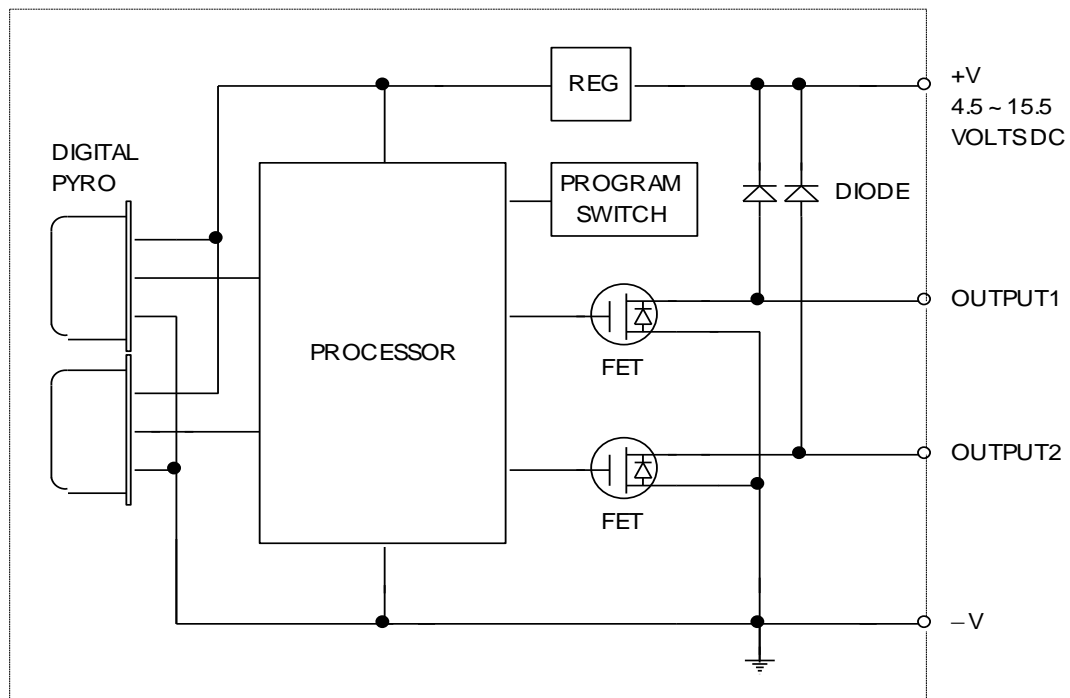 REG
+V
4.5 ~ 15.5
VOLTS DC
DIGITAL
PYRO
PROGRAM
SWITCH
DIODE
OUTPUT1
PROCESSOR
FET
OUTPUT2
FET
–V